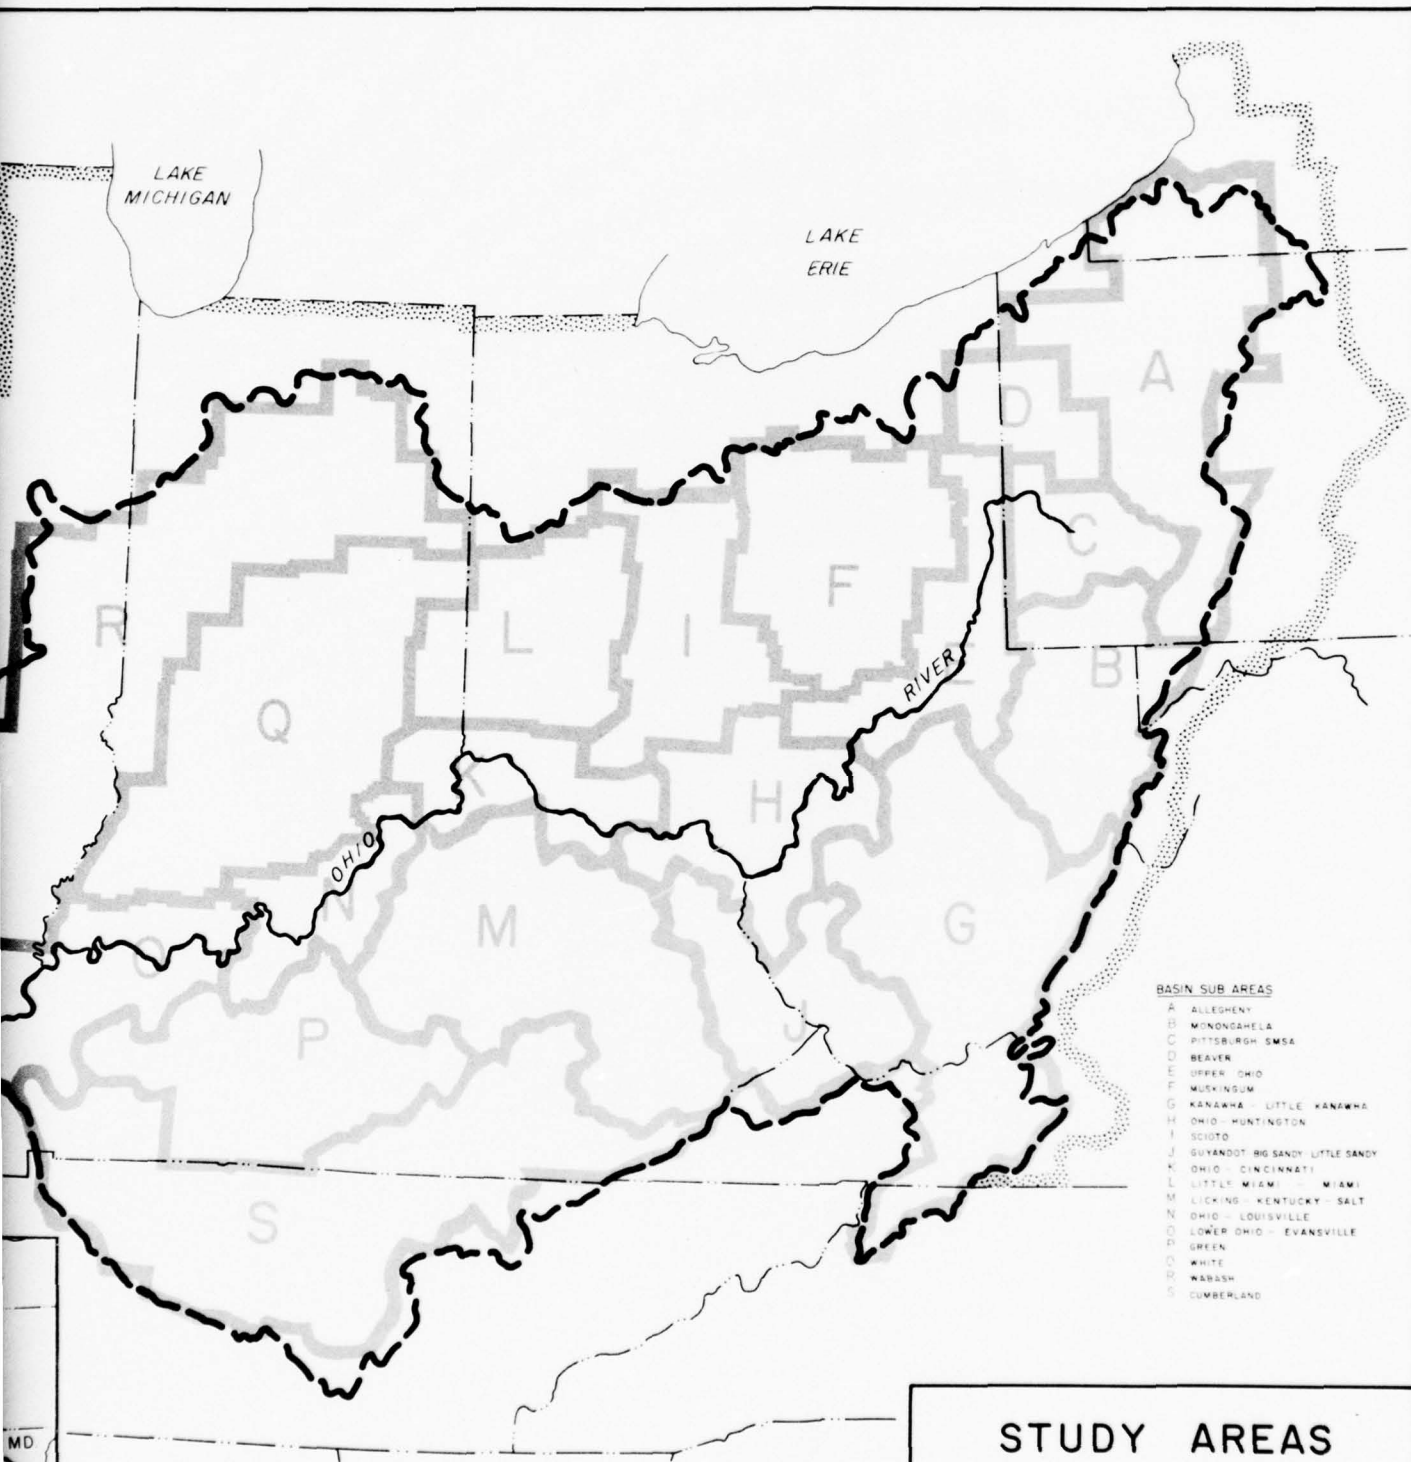 LAKE
MICHIGAN
LAKE
ERIE
A
D
C
R
F
L
I
E
RIVER
B
Q
K
H
OHIO
N
M
G
O
P
J
S
BASIN SUB AREAS
A ALLEGHENY
B MONONGAHELA
C PITTSBURGH SMSA
D BEAVER
E UPPER OHIO
F MUSKINGUM
G KANAWHA - LITTLE KANAWHA
H OHIO - HUNTINGTON
I SCIOTO
J GUYANDOT BIG SANDY LITTLE SANDY
K OHIO - CINCINNATI
L LITTLE MIAMI - MIAMI
M LICKING - KENTUCKY - SALT
N OHIO - LOUISVILLE
O LOWER OHIO - EVANSVILLE
P GREEN
Q WHITE
R WABASH
S CUMBERLAND
MD
STUDY AREAS